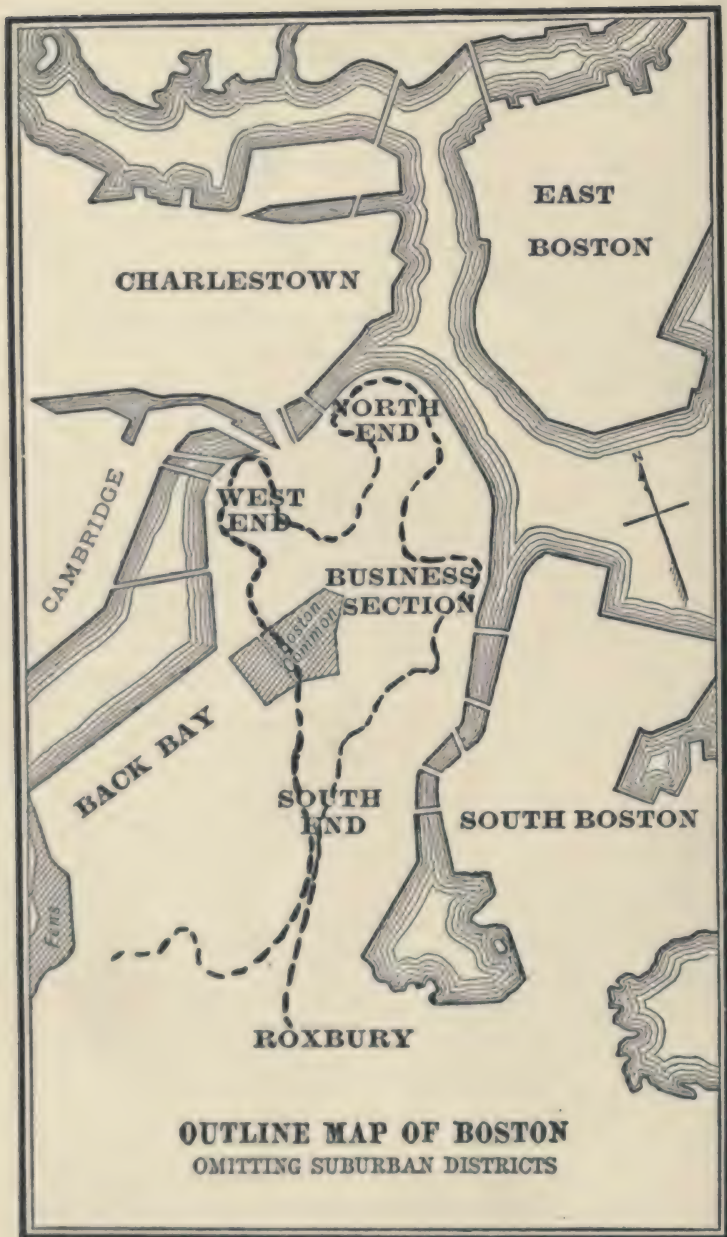 EAST
BOSTON
CHARLESTOWN
NORTH
END
WEST
END
CAMBRIDGE
N
BUSINESS
SECTION
Boston
Common
BACK BAY
SOUTH
END
SOUTH BOSTON
Fens
ROXBURY
OUTLINE MAP OF BOSTON
OMITTING SUBURBAN DISTRICTS